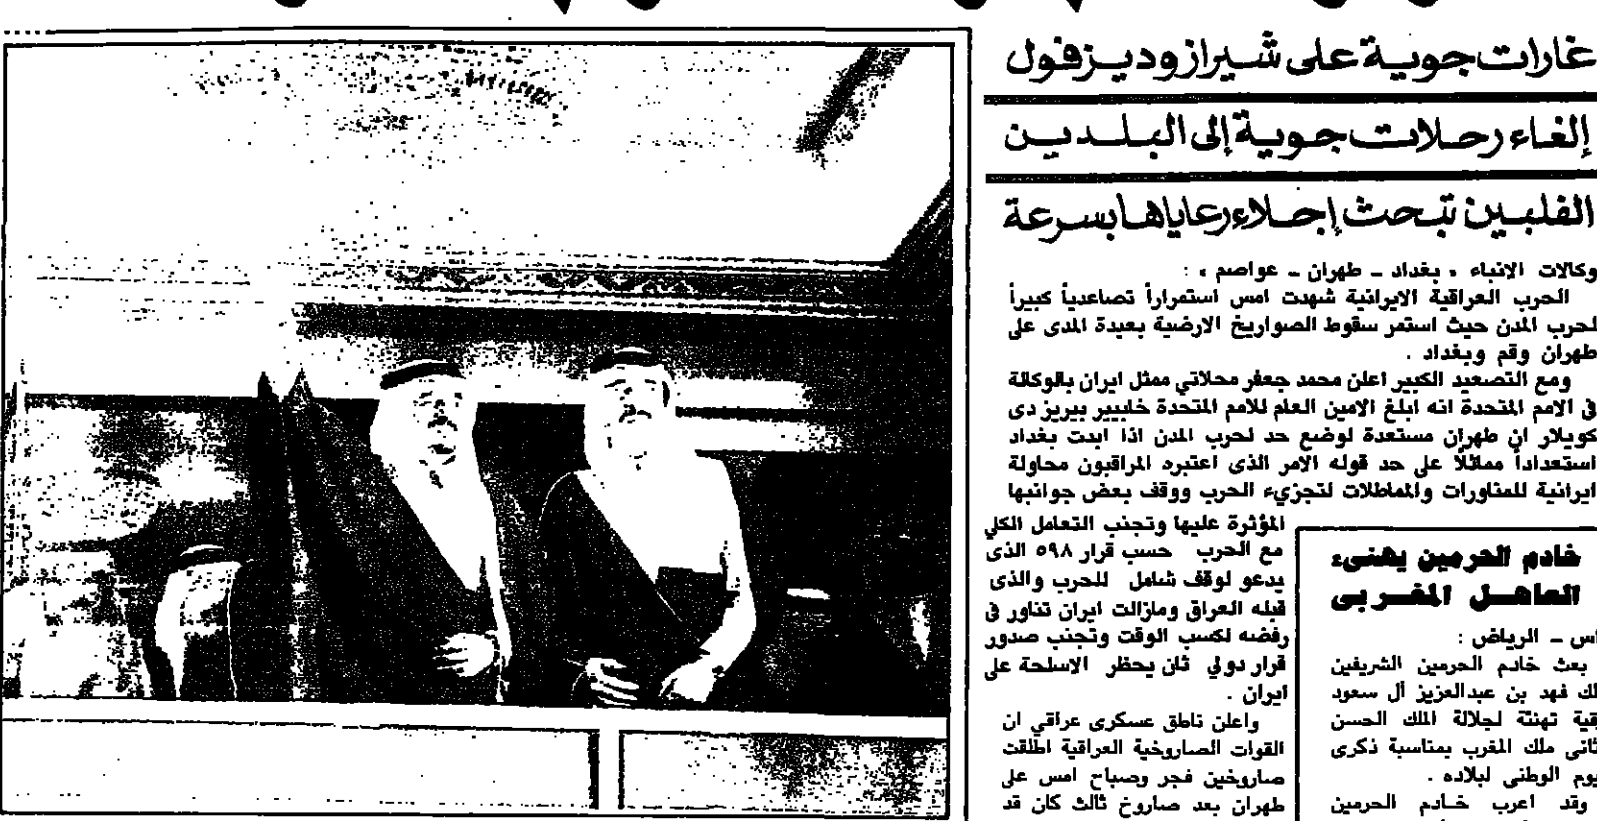 غارات جوية على شيراز وديزفول
إلغاء رحلات جوية إلى البلدين
الفلبين تبحث إجلاء رعاياها بسرعة
وكالات الانباء « بغداد - طهران - عواصم » :
الحرب العراقية الايرانية شهدت امس استمراراً تصاعدياً كبيراً
لحرب المدن حيث استمر سقوط الصواريخ الارضية بعيدة المدى على
طهران وقم وبغداد .
ومع التصعيد الكبير اعلن محمد جعفر محلاتي ممثل ايران بالوكالة
في الامم المتحدة انه ابلغ الامين العام للامم المتحدة خابيير بيريز دى
كويلار ان طهران مستعدة لوضع حد لحرب المدن اذا ابدت بغداد
استعداداً مماثلاً على حد قوله الامر الذى اعتبره المراقبون محاولة
ايرانية للمناورات والمماطلات لتجزيء الحرب ووقف بعض جوانبها
المؤثرة عليها وتجنب التعامل الكلي
مع الحرب حسب قرار ٥٩٨ الذى
يدعو لوقف شامل للحرب والذى
قبله العراق ومازالت ايران تناور في
رفضه لكسب الوقت وتجنب صدور
قرار دولي ثان يحظر الاسلحة على
ايران .
واعلن ناطق عسكرى عراقي ان
القوات الصاروخية العراقية اطلقت
صاروخين فجر وصباح امس على
طهران بعد صاروخ ثالث كان قد
خادم الحرمين يهنىء
العاهل المغربى
اس - الرياض :
بعث خادم الحرمين الشريفين
لك فهد بن عبدالعزيز آل سعود
قية تهنئة لجلالة الملك الحسن
ثانى ملك المغرب بمناسبة ذكرى
يوم الوطنى لبلاده .
وقد اعرب خادم الحرمين